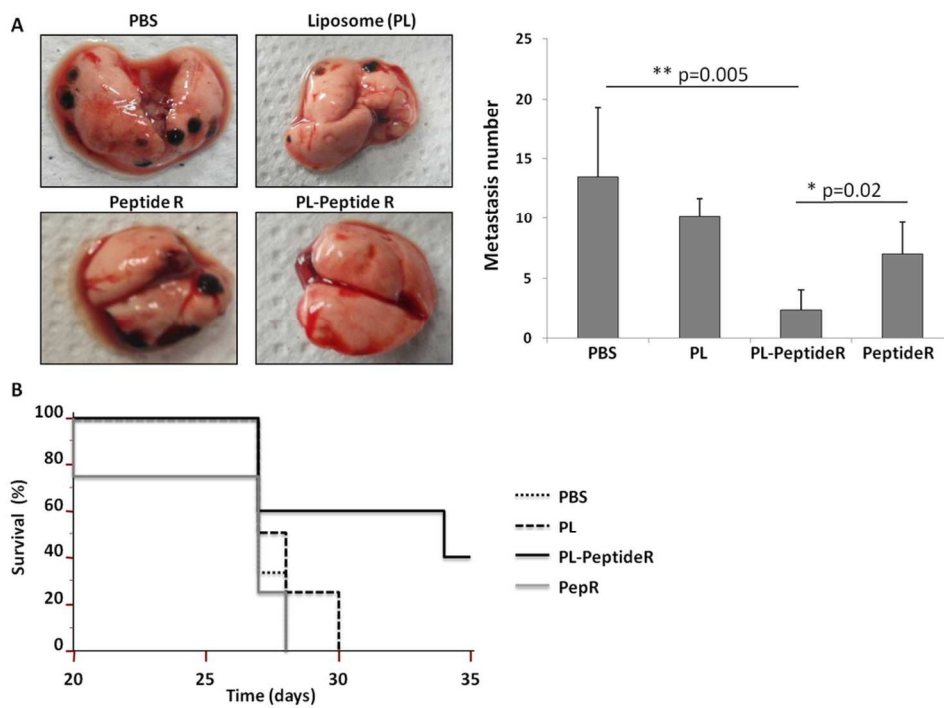 A
PBS
Liposome (PL)
Peptide R
PL-Peptide R
Metastasis number
25
20
15
10
5
0
** p=0.005
* p=0.02
PBS
PL
PL-PeptideR
PeptideR
B
Survival (%)
100
80
60
40
20
0
20
25
30
35
Time (days)
PBS
PL
PL-PeptideR
PepR